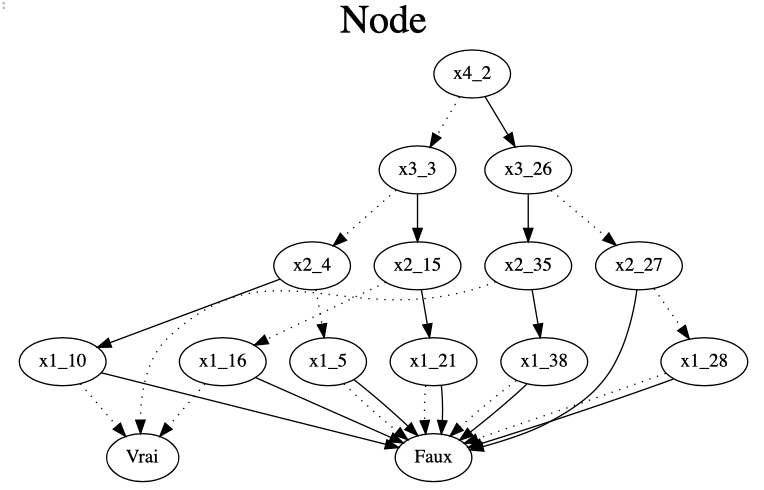 Node
x4_2
x3_3 x3_26
x2_4 x2_15 x2_35 x2_27
x1_10 x1_16 x1_5 x1_21 x1_38 x1_28
Vrai Faux